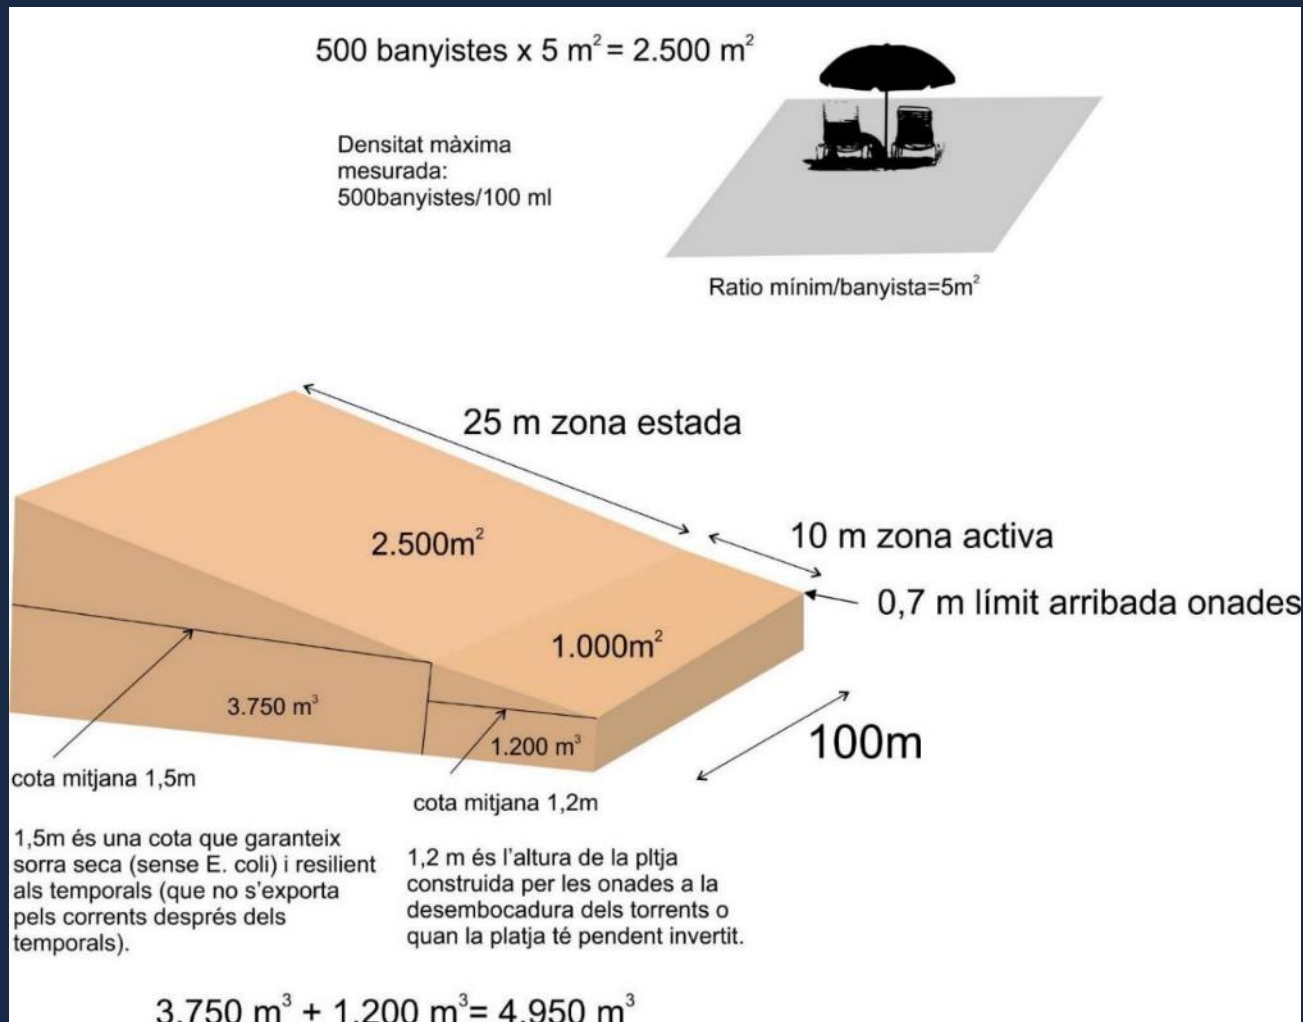 500 banyistes x 5 m² = 2.500 m²
Densitat màxima
mesurada:
500banyistes/100 ml
Ratio mínim/banyista=5m²
25 m zona estada
10 m zona activa
2.500m²
0,7 m límit arribada onades
1.000m²
3.750 m³
1.200 m³
100m
cota mitjana 1,5m
cota mitjana 1,2m
1,5m és una cota que garanteix
sorra seca (sense E. coli) i resilient
als temporals (que no s'exporta
pels corrents després dels
temporals).
1,2 m és l'altura de la pltja
construida per les onades a la
desembocadura dels torrents o
quan la platja té pendent invertit.
3.750 m³ + 1.200 m³= 4.950 m³